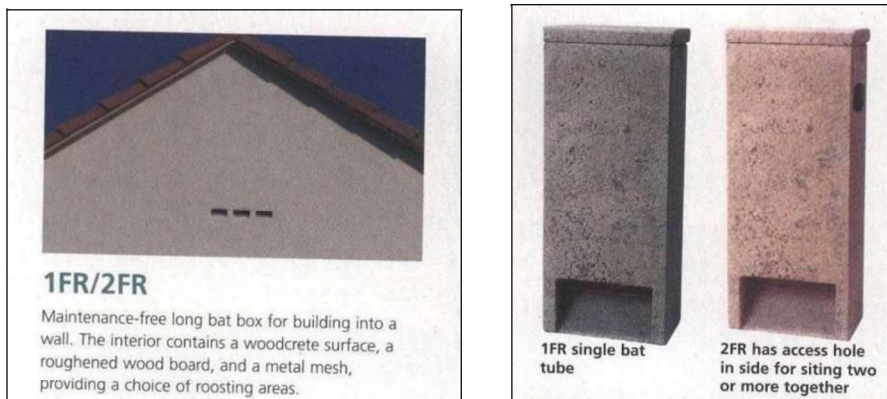 1FR/2FR
Maintenance-free long bat box for building into a
wall. The interior contains a woodcrete surface, a
roughened wood board, and a metal mesh,
providing a choice of roosting areas.
1FR single bat
tube
2FR has access hole
in side for siting two
or more together